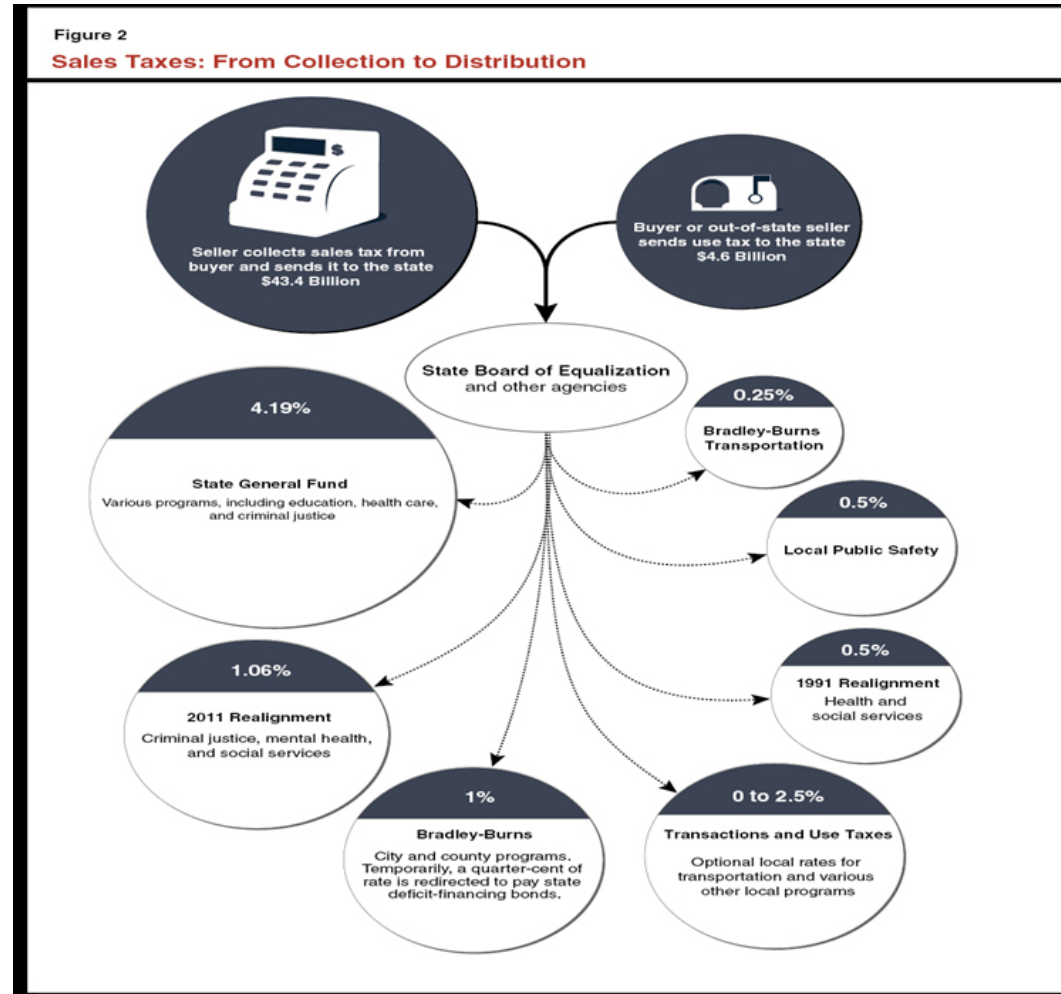 Figure 2
Sales Taxes: From Collection to Distribution
$
Seller collects sales tax from
buyer and sends it to the state
$43.4 Billion
Buyer or out-of-state seller
sends use tax to the state
$4.6 Billion
State Board of Equalization
and other agencies
4.19%
State General Fund
Various programs, including education, health care,
and criminal justice
0.25%
Bradley-Burns
Transportation
0.5%
Local Public Safety
0.5%
1991 Realignment
Health and
social services
1.06%
2011 Realignment
Criminal justice, mental health,
and social services
1%
Bradley-Burns
City and county programs.
Temporarily, a quarter-cent of
rate is redirected to pay state
deficit-financing bonds.
0 to 2.5%
Transactions and Use Taxes
Optional local rates for
transportation and various
other local programs